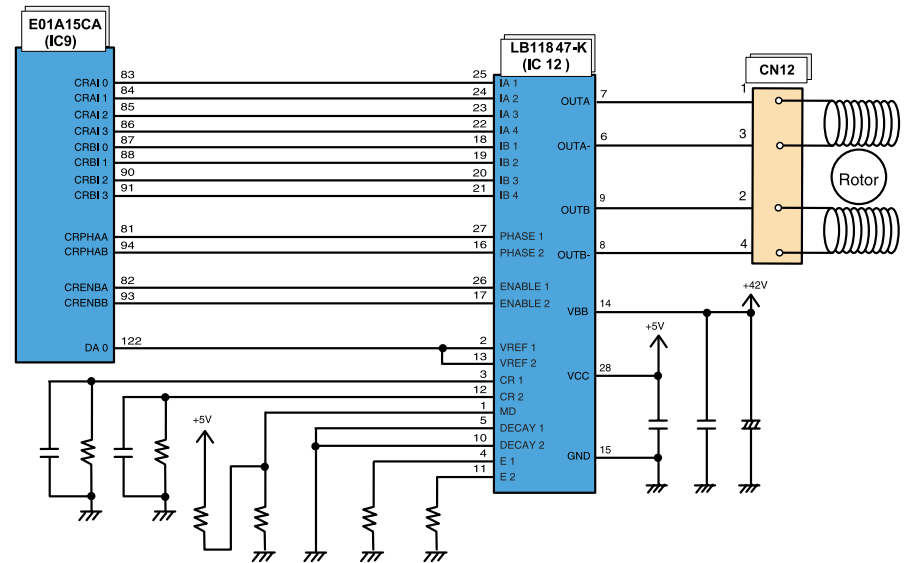 E01A15CA
(IC9)
LB11847-K
(IC 12 )
CN12
CRAI 0 83 25 IA 1
CRAI 1 84 24 IA 2
CRAI 2 85 23 IA 3
CRAI 3 86 22 IA 4
CRBI 0 87 18 IB 1
CRBI 1 88 19 IB 2
CRBI 2 90 20 IB 3
CRBI 3 91 21 IB 4
CRPHAA 81 27 PHASE 1
CRPHAB 94 16 PHASE 2
CRENBA 82 26 ENABLE 1
CRENBB 93 17 ENABLE 2
DA 0 122 2 VREF 1
13 VREF 2
3 CR 1
12 CR 2
1 MD
5 DECAY 1
10 DECAY 2
4 E 1
11 E 2
OUTA 7 1
OUTA- 6 3
OUTB 9 2
OUTB- 8 4
Rotor
VBB 14
+42V
+5V
VCC 28
GND 15
+5V